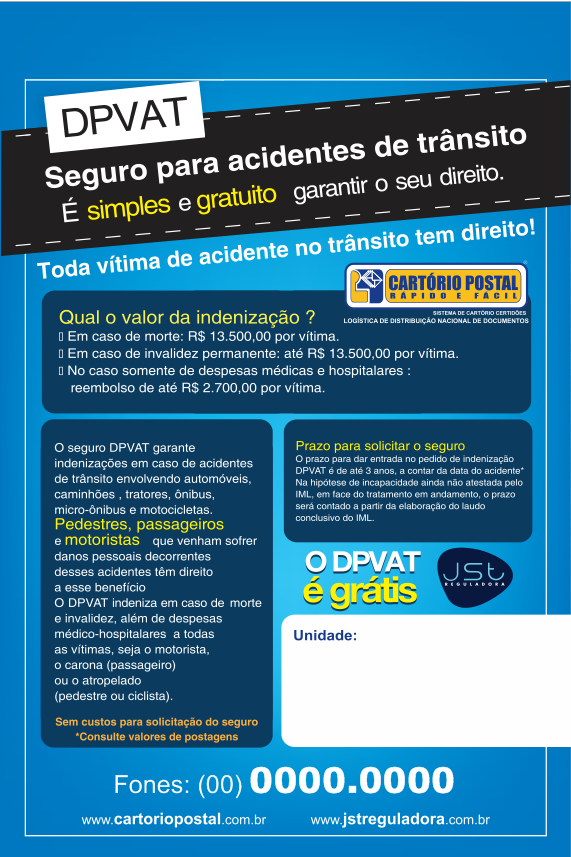 DPVAT
Seguro para acidentes de trânsito
É simples e gratuito garantir o seu direito.
Toda vítima de acidente no trânsito tem direito!
CARTÓRIO POSTAL
RÁPIDO E FÁCIL
SISTEMA DE CARTÓRIO CERTIDÕES
LOGÍSTICA DE DISTRIBUIÇÃO NACIONAL DE DOCUMENTOS
Qual o valor da indenização ?
Em caso de morte: R$ 13.500,00 por vítima.
Em caso de invalidez permanente: até R$ 13.500,00 por vítima.
No caso somente de despesas médicas e hospitalares :
reembolso de até R$ 2.700,00 por vítima.
O seguro DPVAT garante
indenizações em caso de acidentes
de trânsito envolvendo automóveis,
caminhões , tratores, ônibus,
micro-ônibus e motocicletas.
Pedestres, passageiros
e motoristas que venham sofrer
danos pessoais decorrentes
desses acidentes têm direito
a esse benefício
O DPVAT indeniza em caso de morte
e invalidez, além de despesas
médico-hospitalares a todas
as vítimas, seja o motorista,
o carona (passageiro)
ou o atropelado
(pedestre ou ciclista).
Sem custos para solicitação do seguro
*Consulte valores de postagens
Prazo para solicitar o seguro
O prazo para dar entrada no pedido de indenização
DPVAT é de até 3 anos, a contar da data do acidente*
Na hipótese de incapacidade ainda não atestada pelo
IML, em face do tratamento em andamento, o prazo
será contado a partir da elaboração do laudo
conclusivo do IML.
O DPVAT
é grátis
JSt
REGULADORA
Unidade:
Fones: (00) 0000.0000
www.cartoriopostal.com.br www.jstreguladora.com.br